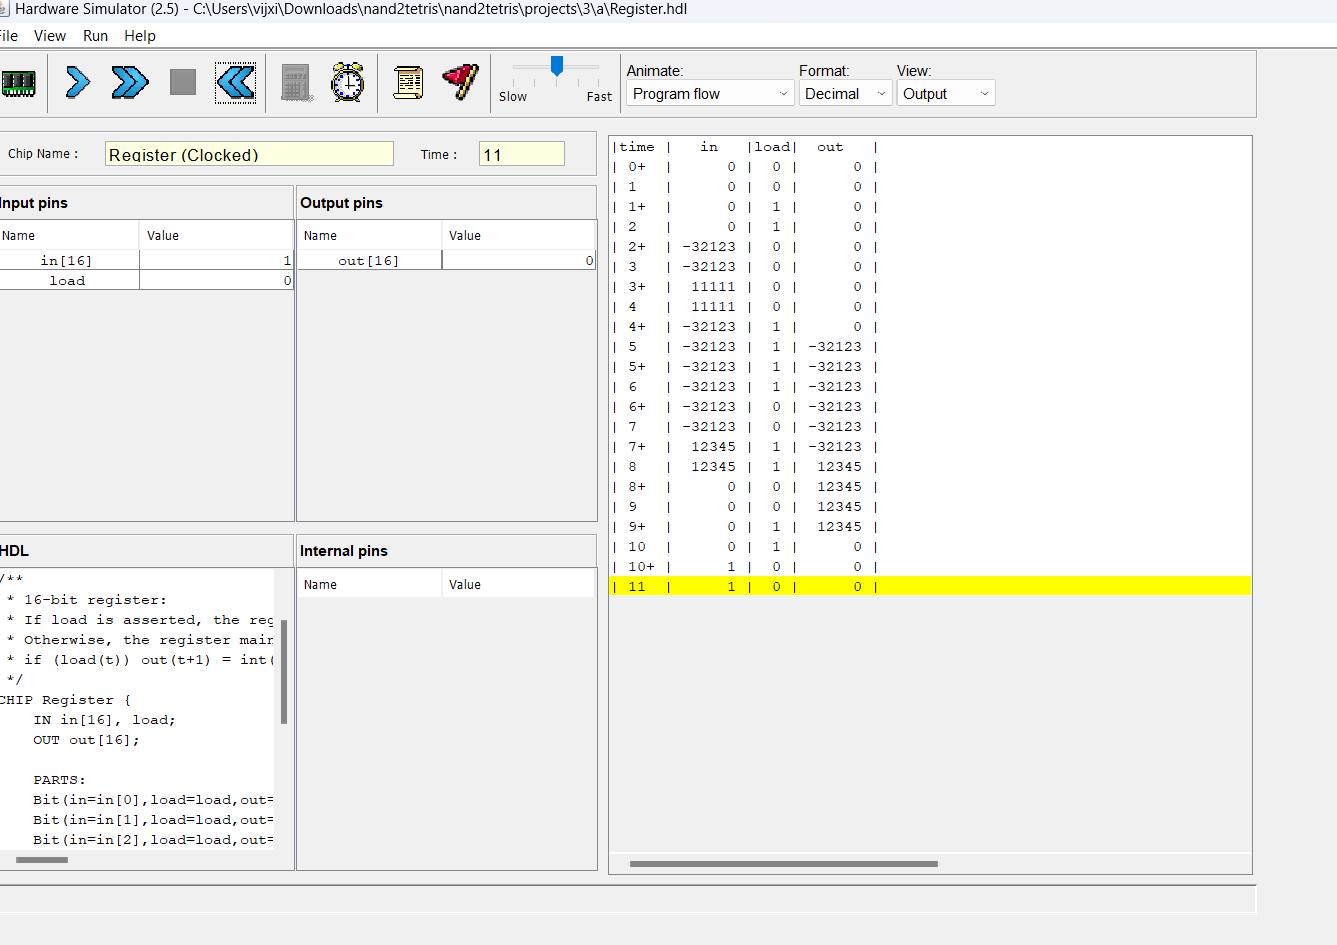 Hardware Simulator (2.5) - C:\Users\vijxi\Downloads\nand2tetris\nand2tetris\projects\3\a\Register.hdl
File View Run Help
Slow Fast
Animate: Format: View:
Program flow Decimal Output
Chip Name : Register (Clocked) Time : 11
Input pins Output pins
Name Value Name Value
in[16] 1 out[16] 0
load 0
HDL Internal pins
Name Value
/**
* 16-bit register:
* If load is asserted, the reg
* Otherwise, the register main
* if (load(t)) out(t+1) = int(
*/
CHIP Register {
IN in[16], load;
OUT out[16];
PARTS:
Bit(in=in[0],load=load,out=
Bit(in=in[1],load=load,out=
Bit(in=in[2],load=load,out=
|time | in |load| out |
| 0+ | 0 | 0 | 0 |
| 1 | 0 | 0 | 0 |
| 1+ | 0 | 1 | 0 |
| 2 | 0 | 1 | 0 |
| 2+ | -32123 | 0 | 0 |
| 3 | -32123 | 0 | 0 |
| 3+ | 11111 | 0 | 0 |
| 4 | 11111 | 0 | 0 |
| 4+ | -32123 | 1 | 0 |
| 5 | -32123 | 1 | -32123 |
| 5+ | -32123 | 1 | -32123 |
| 6 | -32123 | 1 | -32123 |
| 6+ | -32123 | 0 | -32123 |
| 7 | -32123 | 0 | -32123 |
| 7+ | 12345 | 1 | -32123 |
| 8 | 12345 | 1 | 12345 |
| 8+ | 0 | 0 | 12345 |
| 9 | 0 | 0 | 12345 |
| 9+ | 0 | 1 | 12345 |
| 10 | 0 | 1 | 0 |
| 10+ | 1 | 0 | 0 |
| 11 | 1 | 0 | 0 |